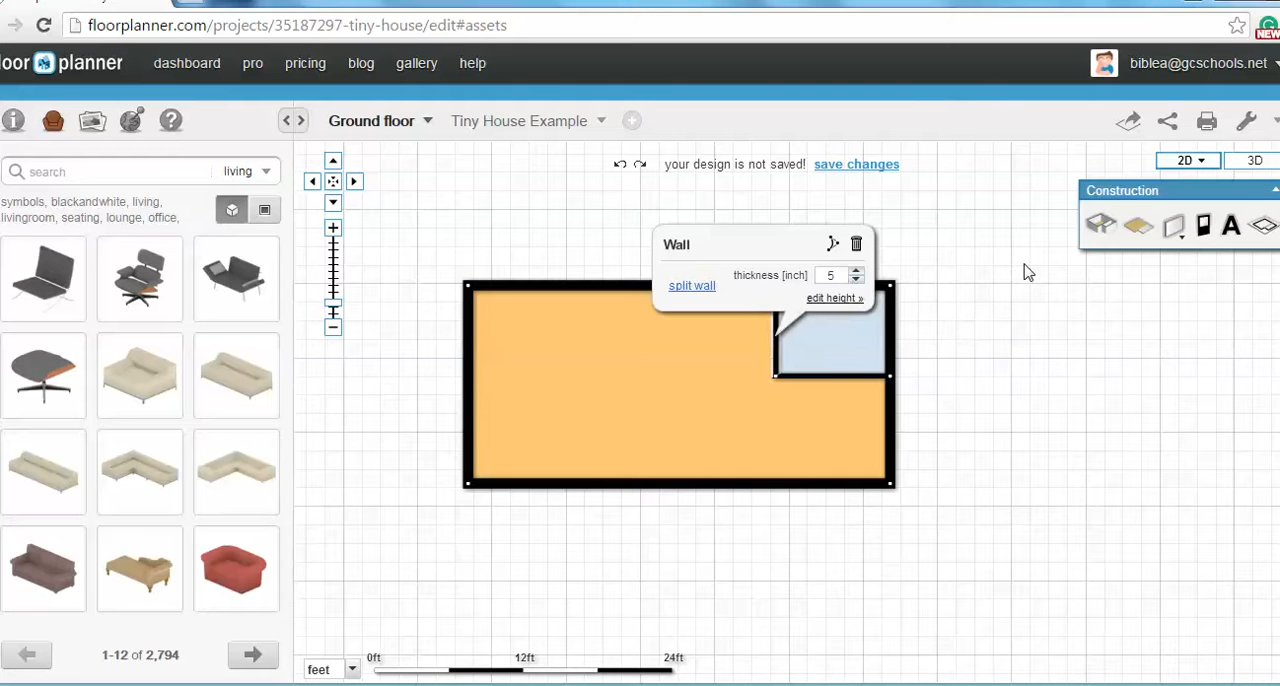 floorplanner.com/projects/35187297-tiny-house/edit#assets
NEW
oor planner
dashboard
pro
pricing
blog
gallery
help
biblea@gcschools.net
Ground floor
Tiny House Example
search
living
your design is not saved! save changes
2D
3D
symbols, blackandwhite, living,
livingroom, seating, lounge, office,
Construction
A
Wall
split wall
thickness [inch]
5
edit height »
1-12 of 2,794
feet
0ft
12ft
24ft